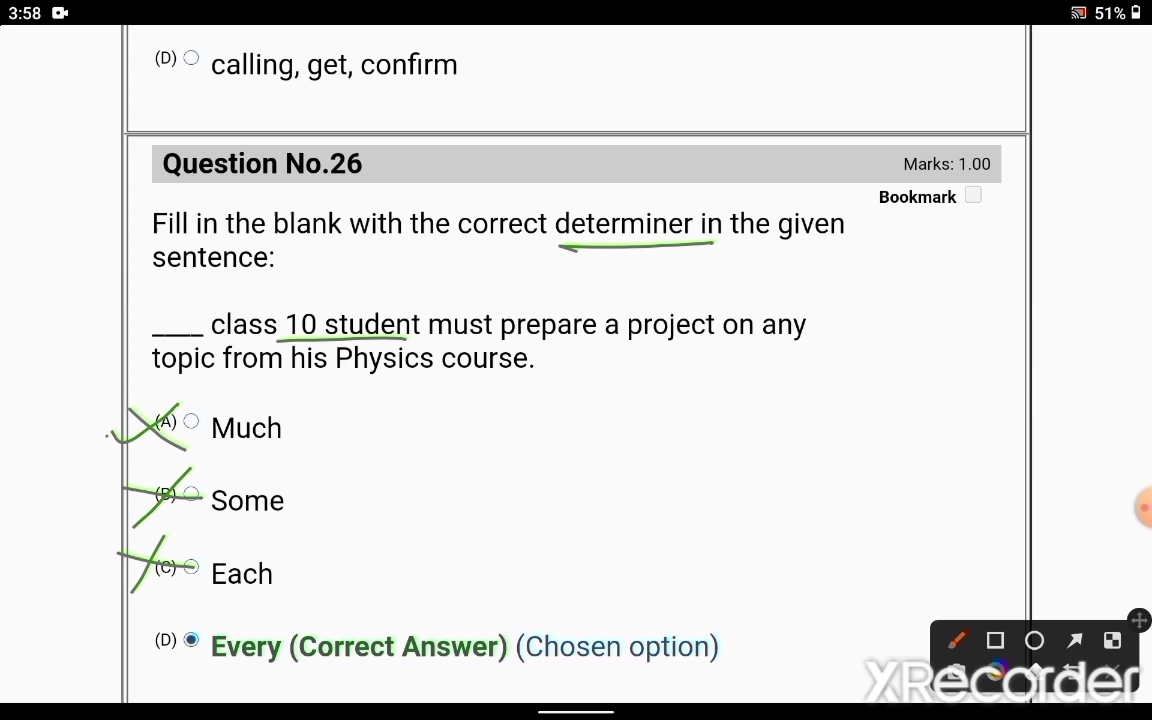 3:58
51%
(D) calling, get, confirm
Question No.26
Marks: 1.00
Bookmark
Fill in the blank with the correct determiner in the given
sentence:
____ class 10 student must prepare a project on any
topic from his Physics course.
(A) Much
(B) Some
(C) Each
(D) Every (Correct Answer) (Chosen option)
XRecorder